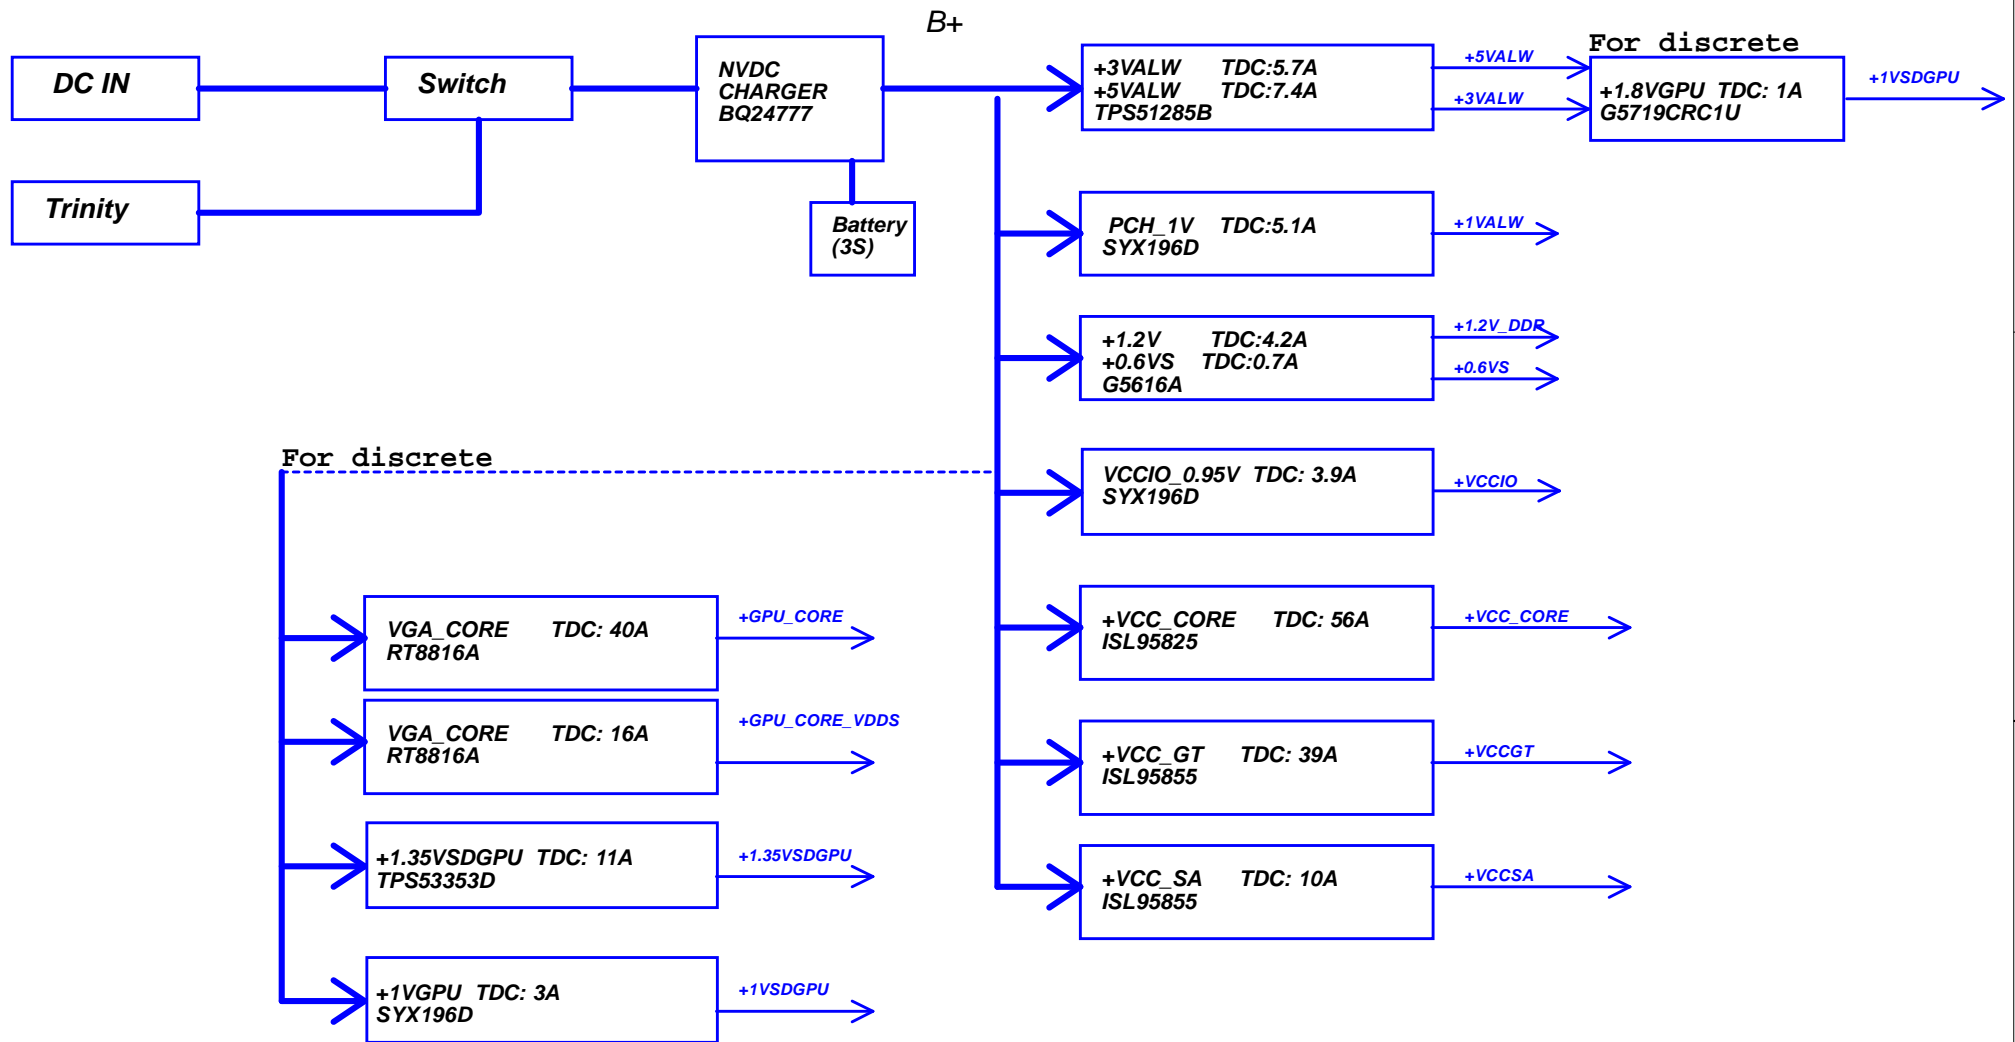 B+
DC IN
Switch
NVDC
CHARGER
BQ24777
Trinity
Battery
(3S)
+3VALW TDC:5.7A
+5VALW TDC:7.4A
TPS51285B
+5VALW
+3VALW
For discrete
+1.8VGPU TDC: 1A
G5719CRC1U
+1VSDGPU
PCH_1V TDC:5.1A
SYX196D
+1VALW
+1.2V TDC:4.2A
+0.6VS TDC:0.7A
G5616A
+1.2V_DDR
+0.6VS
VCCIO_0.95V TDC: 3.9A
SYX196D
+VCCIO
+VCC_CORE TDC: 56A
ISL95825
+VCC_CORE
+VCC_GT TDC: 39A
ISL95855
+VCCGT
+VCC_SA TDC: 10A
ISL95855
+VCCSA
For discrete
VGA_CORE TDC: 40A
RT8816A
+GPU_CORE
VGA_CORE TDC: 16A
RT8816A
+GPU_CORE_VDDS
+1.35VSDGPU TDC: 11A
TPS53353D
+1.35VSDGPU
+1VGPU TDC: 3A
SYX196D
+1VSDGPU